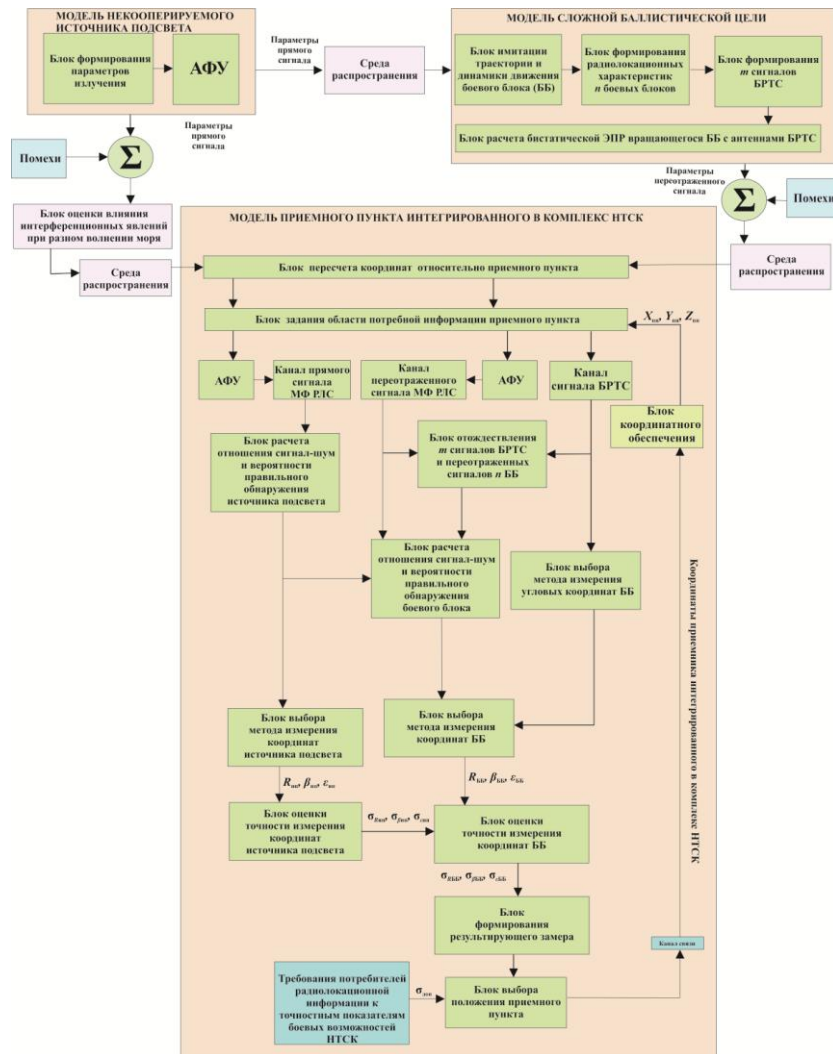 МОДЕЛЬ НЕКООПЕРИРУЕМОГО
ИСТОЧНИКА ПОДСВЕТА
Блок формирования
параметров
излучения
АФУ
Параметры
прямого
сигнала
Среда
распространения
МОДЕЛЬ СЛОЖНОЙ БАЛЛИСТИЧЕСКОЙ ЦЕЛИ
Блок имитации
траектории и
динамики движения
боевого блока (ББ)
Блок формирования
радиолокационных
характеристик
n боевых блоков
Блок формирования
m сигналов
БРТС
Блок расчета бистатической ЭПР вращающегося ББ с антеннами БРТС
Параметры
прямого
сигнала
Помехи
Σ
Параметры
переотраженного
сигнала
Σ
Помехи
Блок оценки влияния
интерференционных явлений
при разном волнении моря
Среда
распространения
Среда
распространения
МОДЕЛЬ ПРИЕМНОГО ПУНКТА ИНТЕГРИРОВАННОГО В КОМПЛЕКС НТСК
Блок пересчета координат относительно приемного пункта
Блок задания области потребной информации приемного пункта
АФУ
Канал прямого
сигнала
МФ РЛС
Канал
переотраженного
сигнала МФ РЛС
АФУ
Канал
сигнала БРТС
Блок
координатного
обеспечения
Блок расчета
отношения сигнал-шум
и вероятности
правильного
обнаружения
источника подсвета
Блок отождествления
m сигналов БРТС
и переотраженных
сигналов n ББ
Блок расчета
отношения сигнал-шум
и вероятности
правильного
обнаружения
боевого блока
Блок выбора
метода измерения
угловых координат ББ
Координаты приемника интегрированного в комплекс НТСК
Блок выбора
метода измерения
координат
источника подсвета
Блок выбора
метода измерения
координат ББ
R_ББ, β_ББ, ε_ББ
Блок оценки
точности измерения
координат
источника подсвета
Блок оценки
точности измерения
координат ББ
σ_RББ, σ_βББ, σ_εББ
Блок
формирования
результирующего замера
Канал связи
Требования потребителей
радиолокационной
информации к
точностным показателям
боевых возможностей
НТСК
Блок выбора
положения приемного
пункта